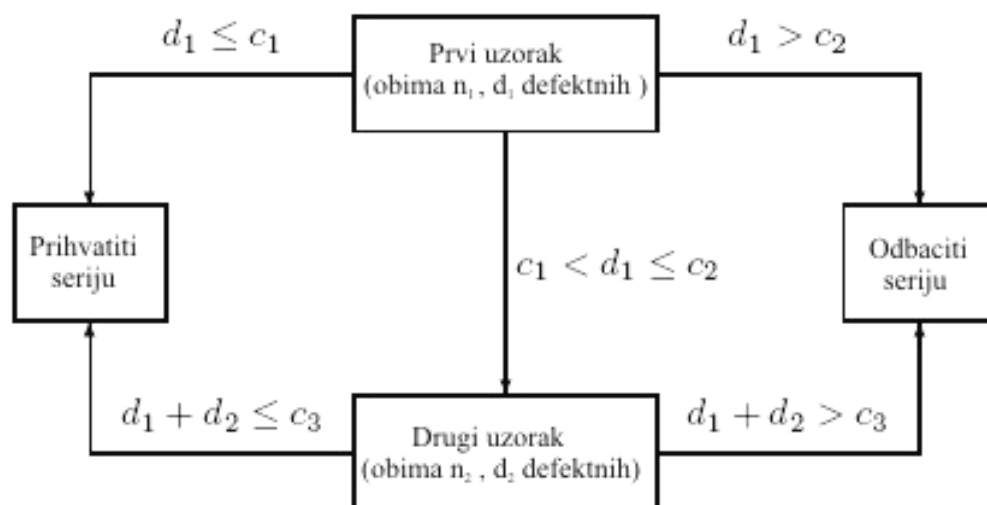 d₁ ≤ c₁
Prvi uzorak
(obima n₁ , d₁ defektnih )
d₁ > c₂
Prihvatiti
seriju
c₁ < d₁ ≤ c₂
Odbaciti
seriju
d₁ + d₂ ≤ c₃
Drugi uzorak
(obima n₂ , d₂ defektnih)
d₁ + d₂ > c₃